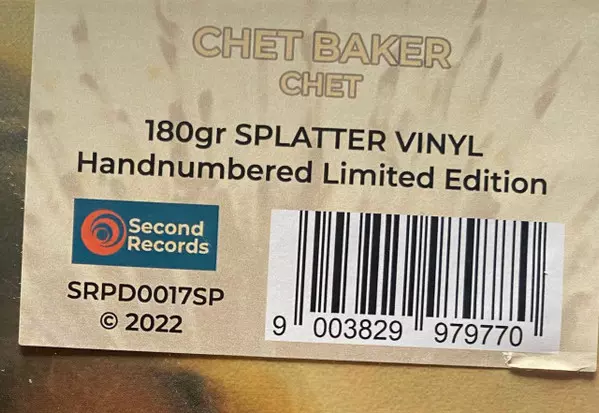 CHET BAKER
CHET
180gr SPLATTER VINYL
Handnumbered Limited Edition
Second
Records
SRPD0017SP
© 2022
9 003829 979770